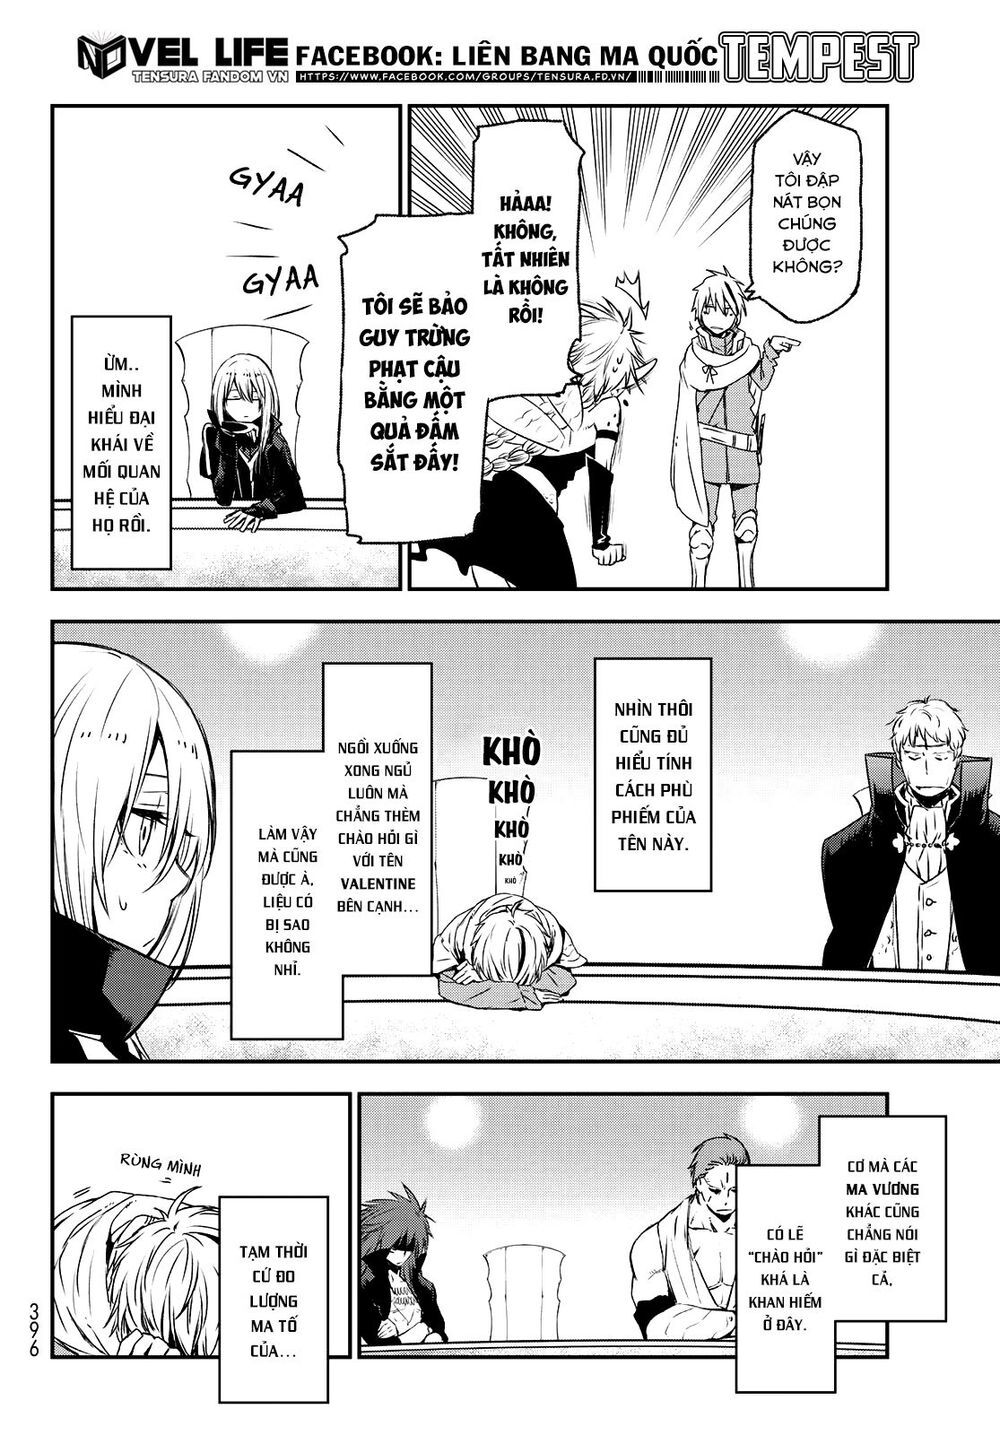 NOVEL LIFE
TENSURA FANDOM VN
FACEBOOK: LIÊN BANG MA QUỐC
HTTPS://WWW.FACEBOOK.COM/GROUPS/TENSURA.FD.VN/
TEMPEST
VẬY
TÔI ĐẬP
NÁT BỌN
CHÚNG
ĐƯỢC
KHÔNG?
HẢAA!
KHÔNG,
TẤT NHIÊN
LÀ KHÔNG
RỒI!
TÔI SẼ BẢO
GUY TRỪNG
PHẠT CẬU
BẰNG MỘT
QUẢ ĐẤM
SẮT ĐẤY!
GYAA
GYAA
ỪM..
MÌNH
HIỂU ĐẠI
KHÁI VỀ
MỐI QUAN
HỆ CỦA
HỌ RỒI.
NHÌN THÔI
CŨNG ĐỦ
HIỂU TÍNH
CÁCH PHÙ
PHIẾM CỦA
TÊN NÀY.
KHÒ
KHÒ
KHÒ
KHÒ
KHÒ
NGỒI XUỐNG
XONG NGỦ
LUÔN MÀ
CHẲNG THÈM
CHÀO HỎI GÌ
VỚI TÊN
VALENTINE
BÊN CẠNH...
LÀM VẬY
MÀ CŨNG
ĐƯỢC À,
LIỆU CÓ
BỊ SAO
KHÔNG
NHỈ.
CƠ MÀ CÁC
MA VƯƠNG
KHÁC CŨNG
CHẲNG NÓI
GÌ ĐẶC BIỆT
CẢ,
CÓ LẼ
“CHÀO HỎI”
KHÁ LÀ
KHAN HIẾM
Ở ĐÂY.
RÙNG MÌNH
TẠM THỜI
CỨ ĐO
LƯỢNG
MA TỐ
CỦA...
396